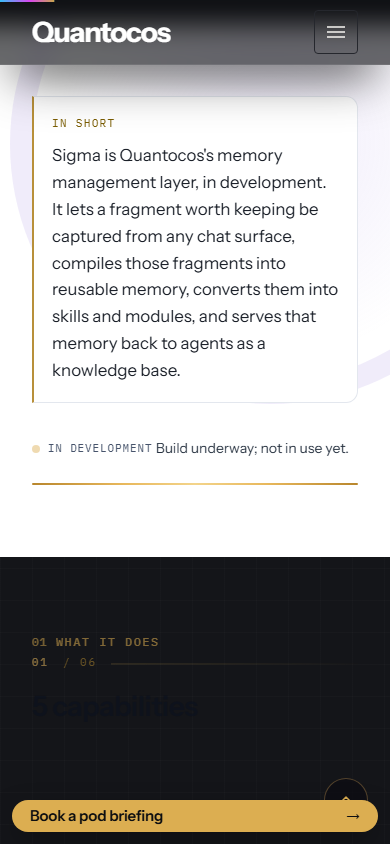 Quantocos
IN SHORT
Sigma is Quantocos's memory
management layer, in development.
It lets a fragment worth keeping be
captured from any chat surface,
compiles those fragments into
reusable memory, converts them into
skills and modules, and serves that
memory back to agents as a
knowledge base.
IN DEVELOPMENT Build underway; not in use yet.
01 WHAT IT DOES
01 / 06
5 capabilities
Book a pod briefing →